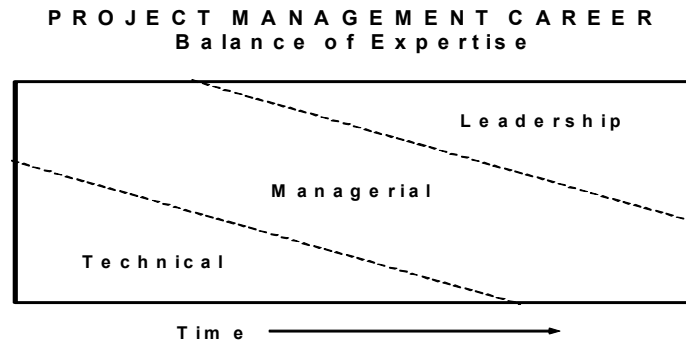 PROJECT MANAGEMENT CAREER
Balance of Expertise
Leadership
Managerial
Technical
Time